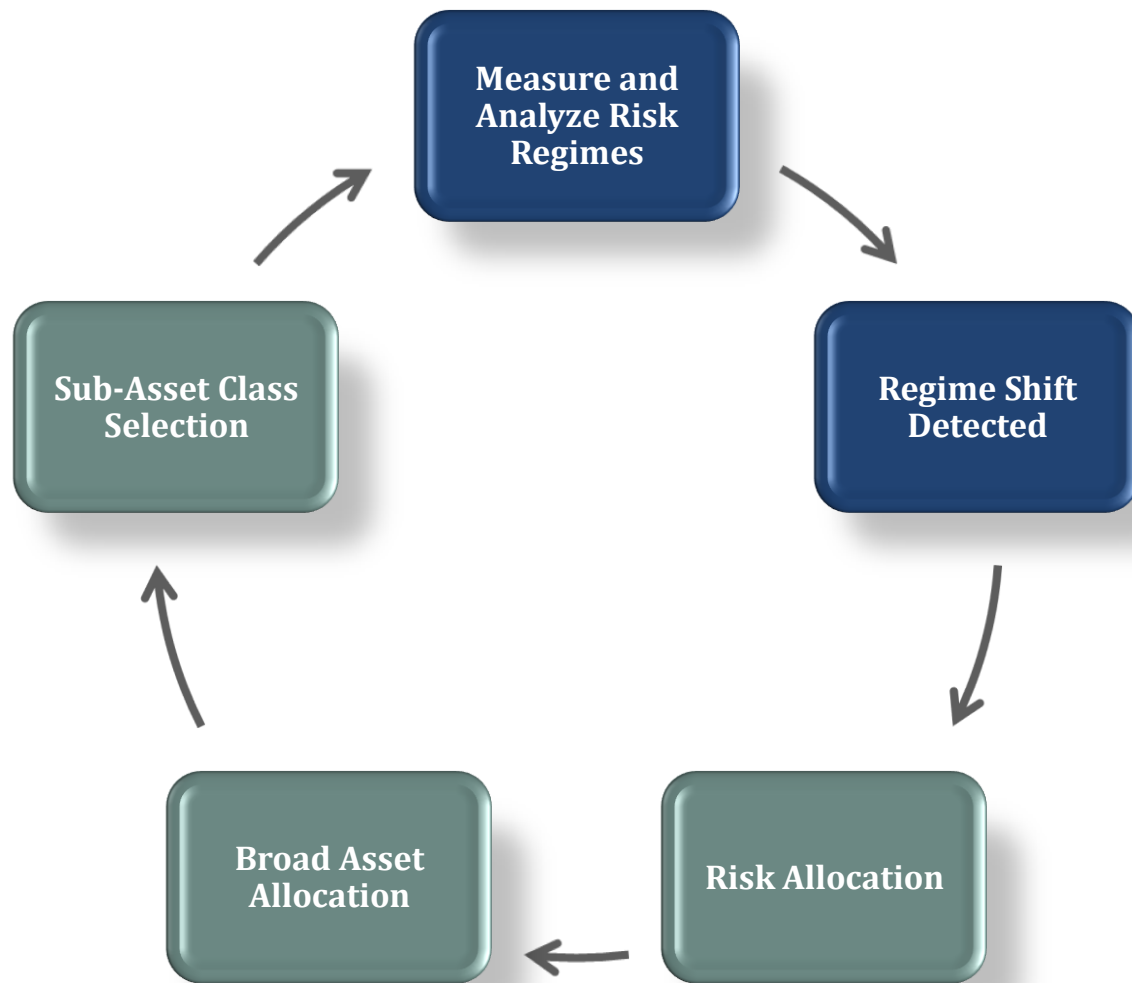 Measure and
Analyze Risk
Regimes
Regime Shift
Detected
Risk Allocation
Broad Asset
Allocation
Sub-Asset Class
Selection